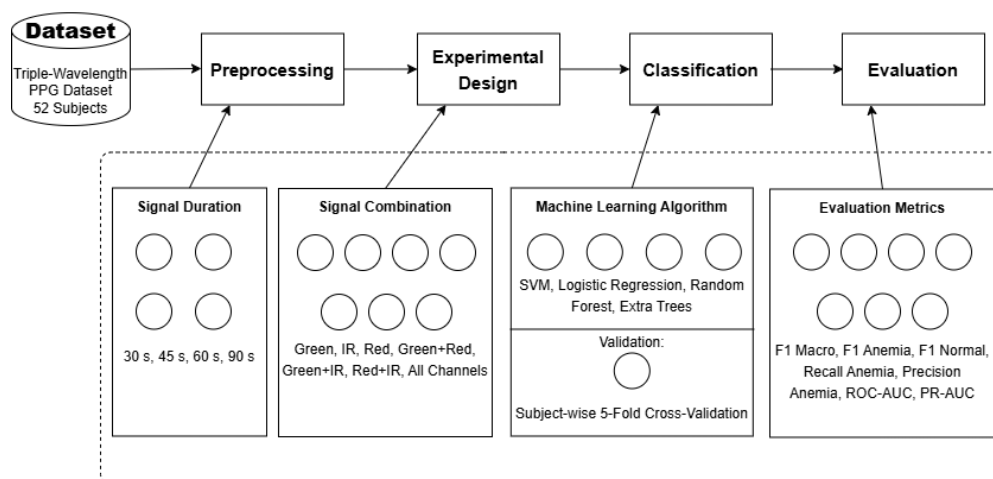 Dataset
Triple-Wavelength
PPG Dataset
52 Subjects
Preprocessing
Experimental
Design
Classification
Evaluation
Signal Duration
30 s, 45 s, 60 s, 90 s
Signal Combination
Green, IR, Red, Green+Red,
Green+IR, Red+IR, All Channels
Machine Learning Algorithm
SVM, Logistic Regression, Random
Forest, Extra Trees
Validation:
Subject-wise 5-Fold Cross-Validation
Evaluation Metrics
F1 Macro, F1 Anemia, F1 Normal,
Recall Anemia, Precision
Anemia, ROC-AUC, PR-AUC